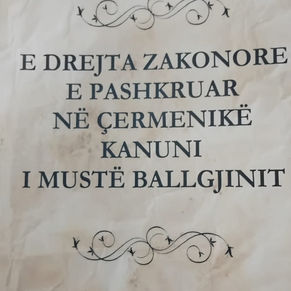 E DREJTA ZAKONORE
E PASHKRUAR
NË ÇERMENIKË
KANUNI
I MUSTË BALLGJINIT